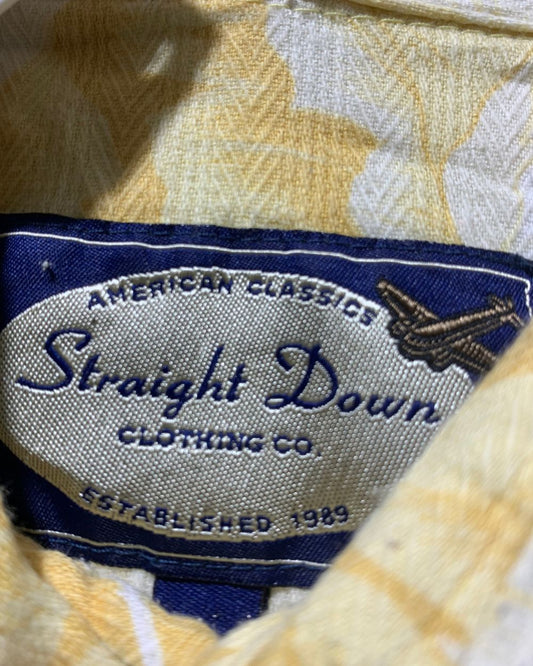 AMERICAN CLASSICS
Straight Down
CLOTHING CO.
ESTABLISHED 1989